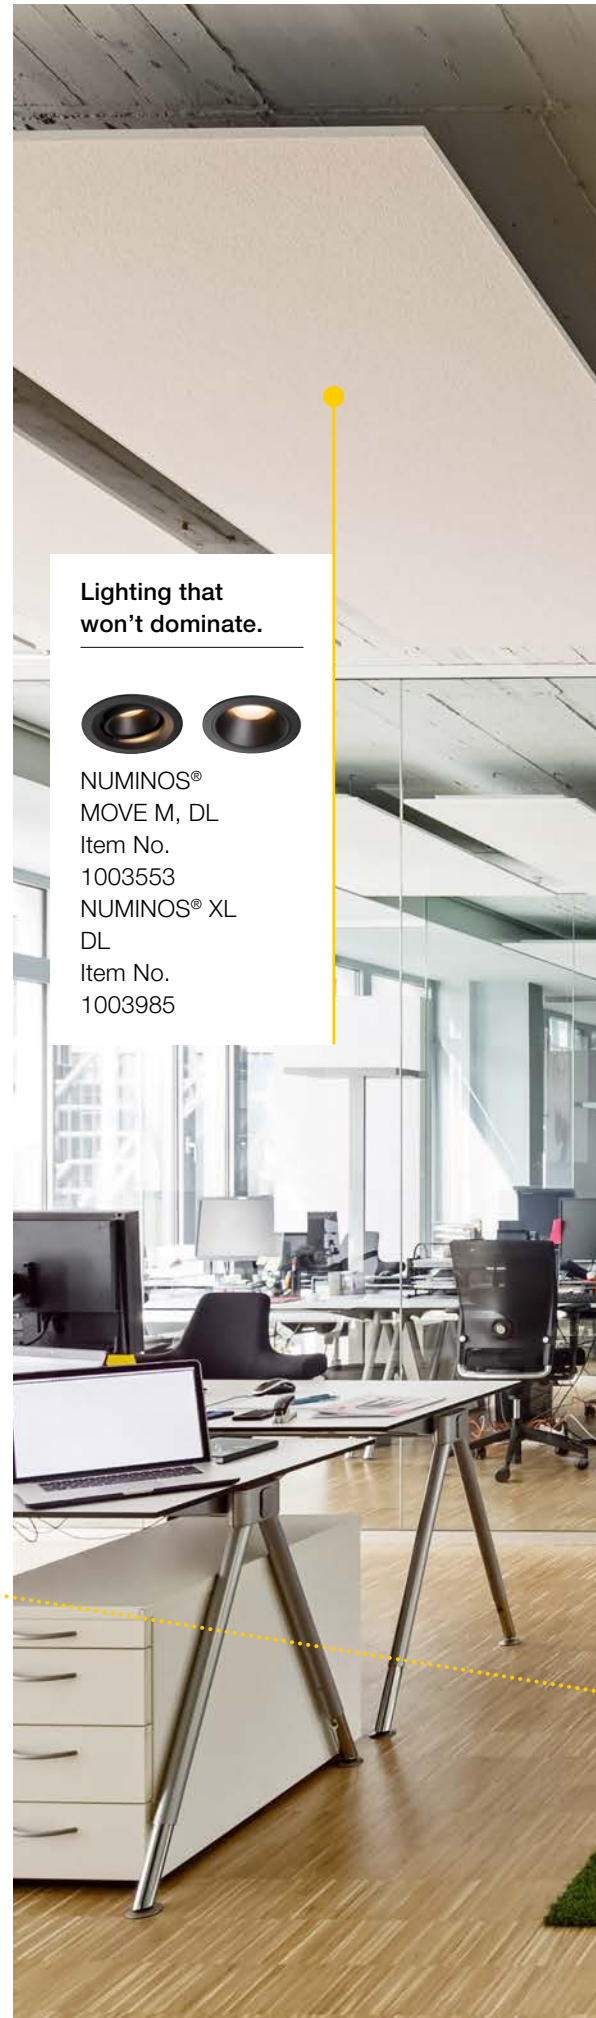 Lighting that
won’t dominate.
NUMINOS®
MOVE M, DL
Item No.
1003553
NUMINOS® XL
DL
Item No.
1003985